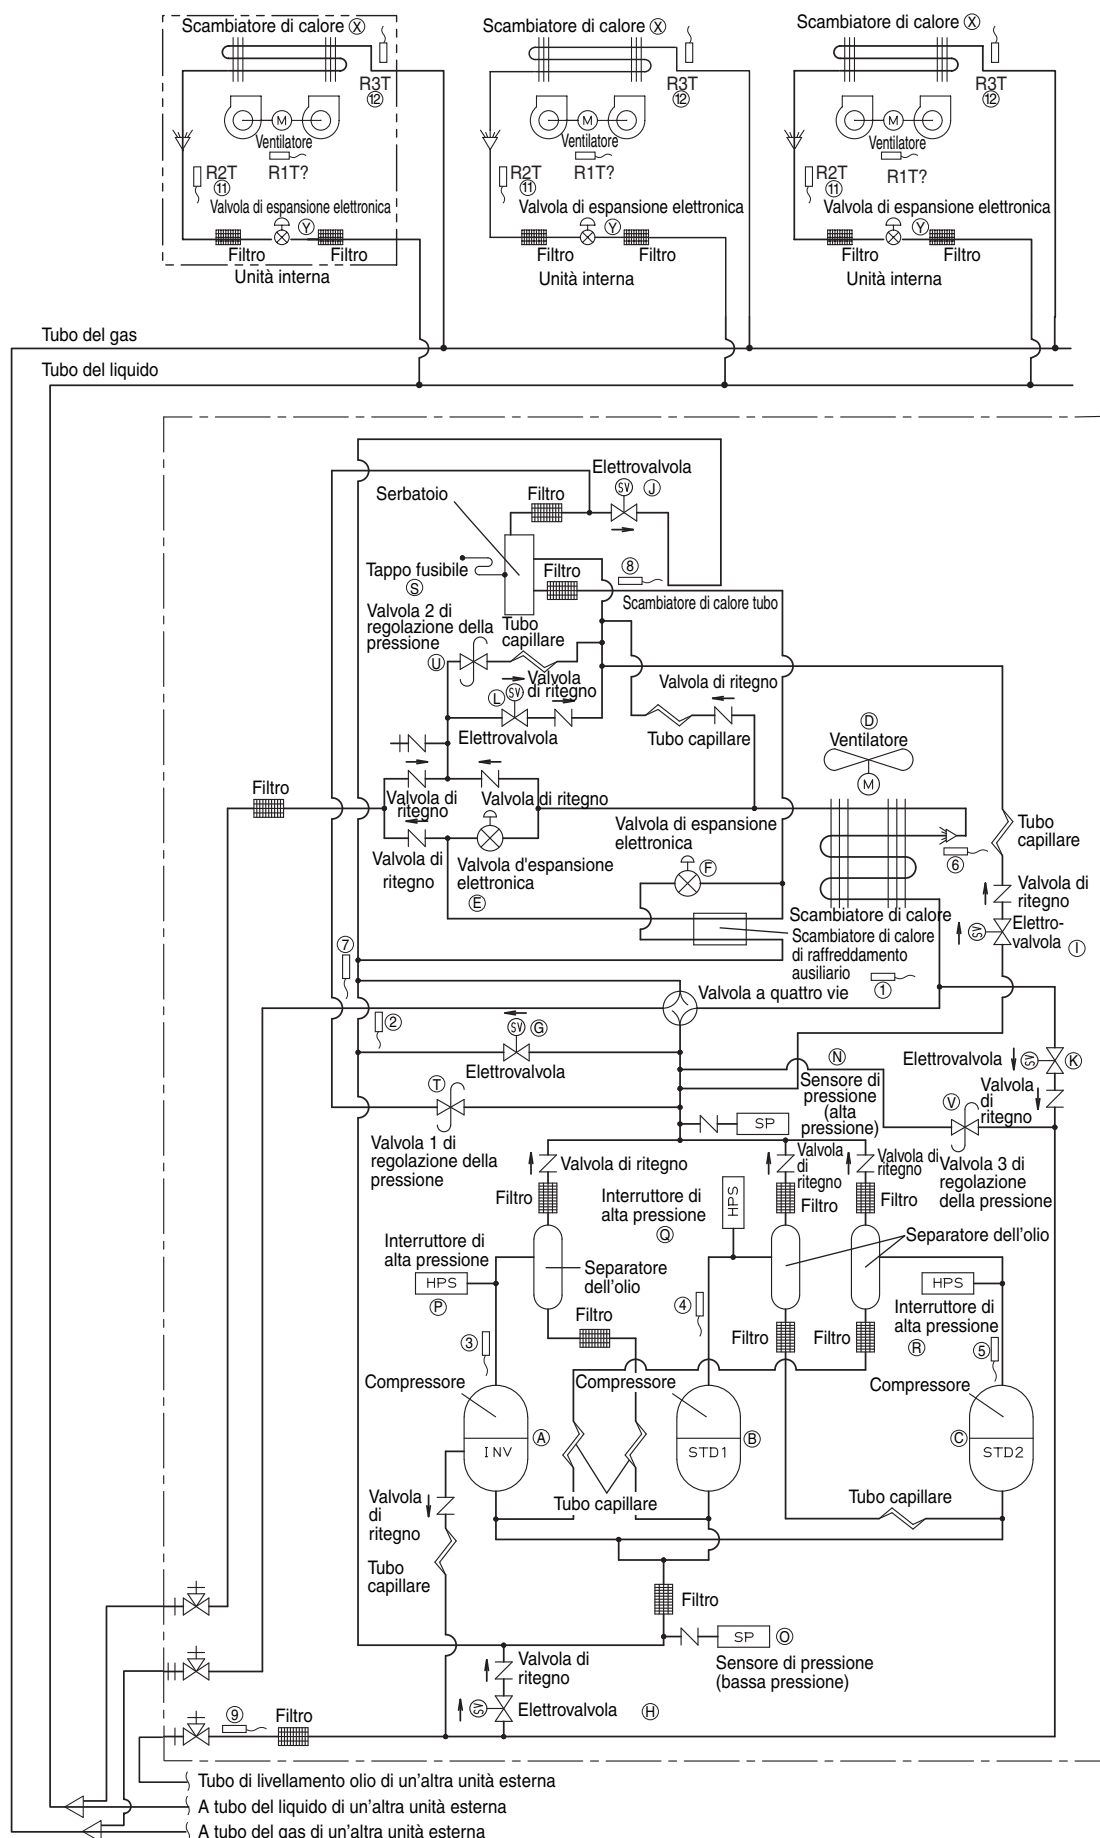 Scambiatore di calore X
Scambiatore di calore X
Scambiatore di calore X
R3T
12
R3T
12
R3T
12
M
M
M
Ventilatore
Ventilatore
Ventilatore
R2T
11
R1T?
R2T
11
R1T?
R2T
11
R1T?
Valvola di espansione elettronica
Valvola di espansione elettronica
Valvola di espansione elettronica
Y
Y
Y
Filtro
Filtro
Filtro
Filtro
Filtro
Filtro
Unità interna
Unità interna
Unità interna
Tubo del gas
Tubo del liquido
Elettrovalvola
SV
J
Serbatoio
Filtro
Tappo fusibile
S
Filtro
8
Scambiatore di calore tubo
Valvola 2 di
regolazione della
pressione
U
Tubo
capillare
Valvola
di ritegno
L
SV
Elettrovalvola
Valvola di ritegno
Tubo capillare
D
Ventilatore
M
Filtro
Valvola di
ritegno
Valvola di ritegno
Valvola di
ritegno
Valvola d'espansione
elettronica
E
Valvola di espansione
elettronica
F
6
Tubo
capillare
Valvola di
ritegno
SV
Elettro-
valvola
I
Scambiatore di calore
Scambiatore di calore
di raffreddamento
ausiliario
7
1
Valvola a quattro vie
2
SV
G
Elettrovalvola
N
Sensore di
pressione
(alta
pressione)
SP
Elettrovalvola
SV
K
Valvola
di
ritegno
T
Valvola 1 di
regolazione della
pressione
V
Valvola 3 di
regolazione
della pressione
Valvola di ritegno
Valvola
di
ritegno
Valvola di
ritegno
Filtro
Filtro
Filtro
Interruttore di
alta pressione
Q
HPS
Interruttore di
alta pressione
HPS
P
Separatore
dell'olio
Separatore dell'olio
HPS
Interruttore di
alta pressione
R
3
Filtro
4
Filtro
Filtro
5
Compressore
INV
A
Compressore
STD1
B
Compressore
STD2
C
Valvola
di
ritegno
Tubo capillare
Tubo capillare
Tubo
capillare
Filtro
SP
O
Sensore di pressione
(bassa pressione)
Valvola di
ritegno
SV
Elettrovalvola
H
9
Filtro
Tubo di livellamento olio di un'altra unità esterna
A tubo del liquido di un'altra unità esterna
A tubo del gas di un'altra unità esterna